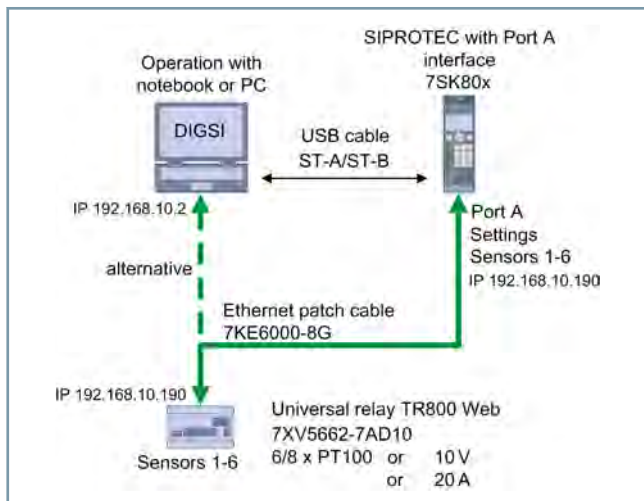 SIPROTEC with Port A
interface
7SK80x
Operation with
notebook or PC
DIGSI
USB cable
ST-A/ST-B
IP 192.168.10.2
Port A
Settings
Sensors 1-6
IP 192.168.10.190
alternative
Ethernet patch cable
7KE6000-8G
IP 192.168.10.190
Sensors 1-6
Universal relay TR800 Web
7XV5662-7AD10
6/8 x PT100 or 10 V
or 20 A